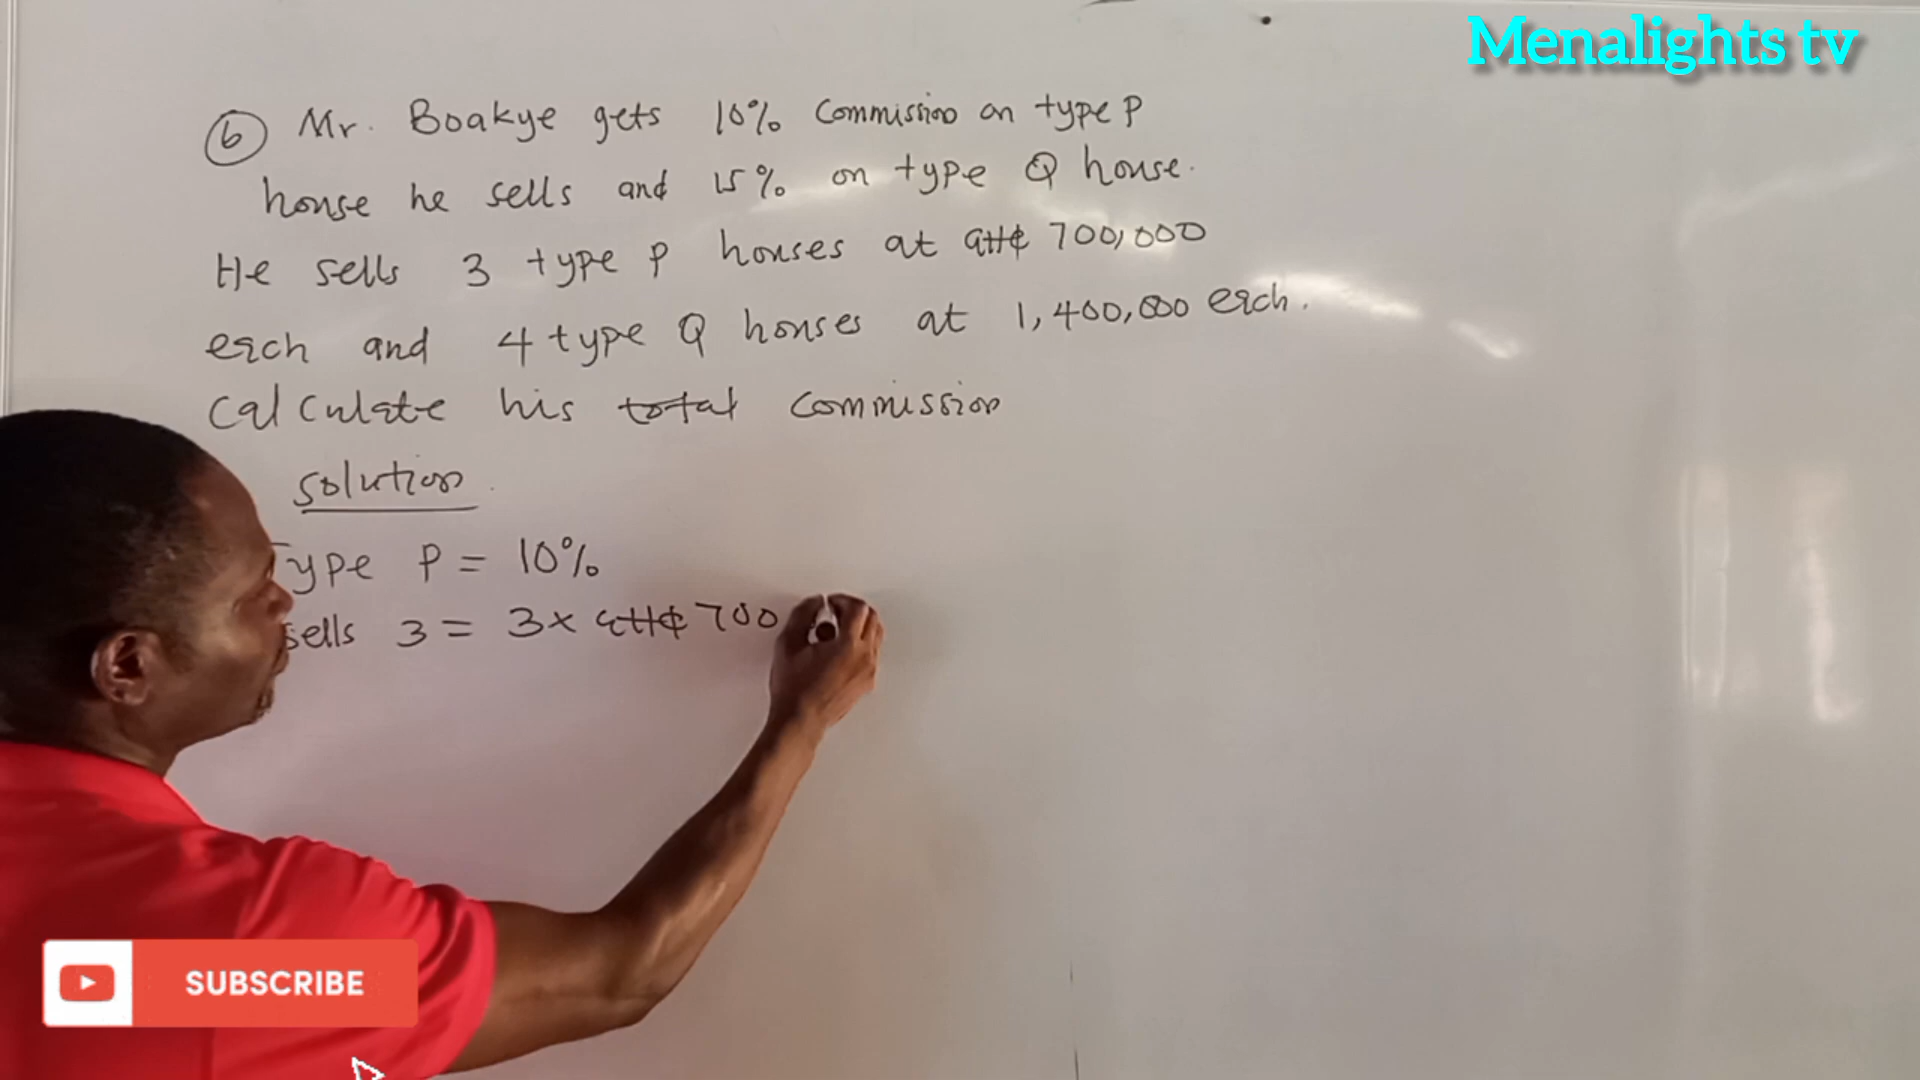 Menalights tv
6 Mr. Boakye gets 10% Commission on type P
house he sells and 15% on type Q house.
He sells 3 type P houses at GH¢ 700,000
each and 4 type Q houses at 1,400,000 each.
Calculate his total commission
Solution
Type P = 10%
Sells 3 = 3x GH¢ 700
SUBSCRIBE